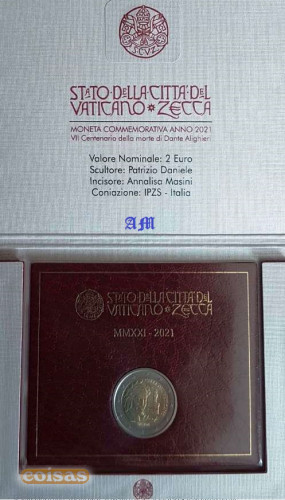 STATO DELLA CITTÀ DEL
VATICANO ZECCA
MONETA COMMEMORATIVA ANNO 2021
VII Centenario della morte di Dante Alighieri
Valore Nominale: 2 Euro
Scultore: Patrizio Daniele
Incisore: Annalisa Masini
Coniazione: IPZS - Italia
AM
STATO DELLA CITTÀ DEL
VATICANO ZECCA
MMXXI - 2021
coisas